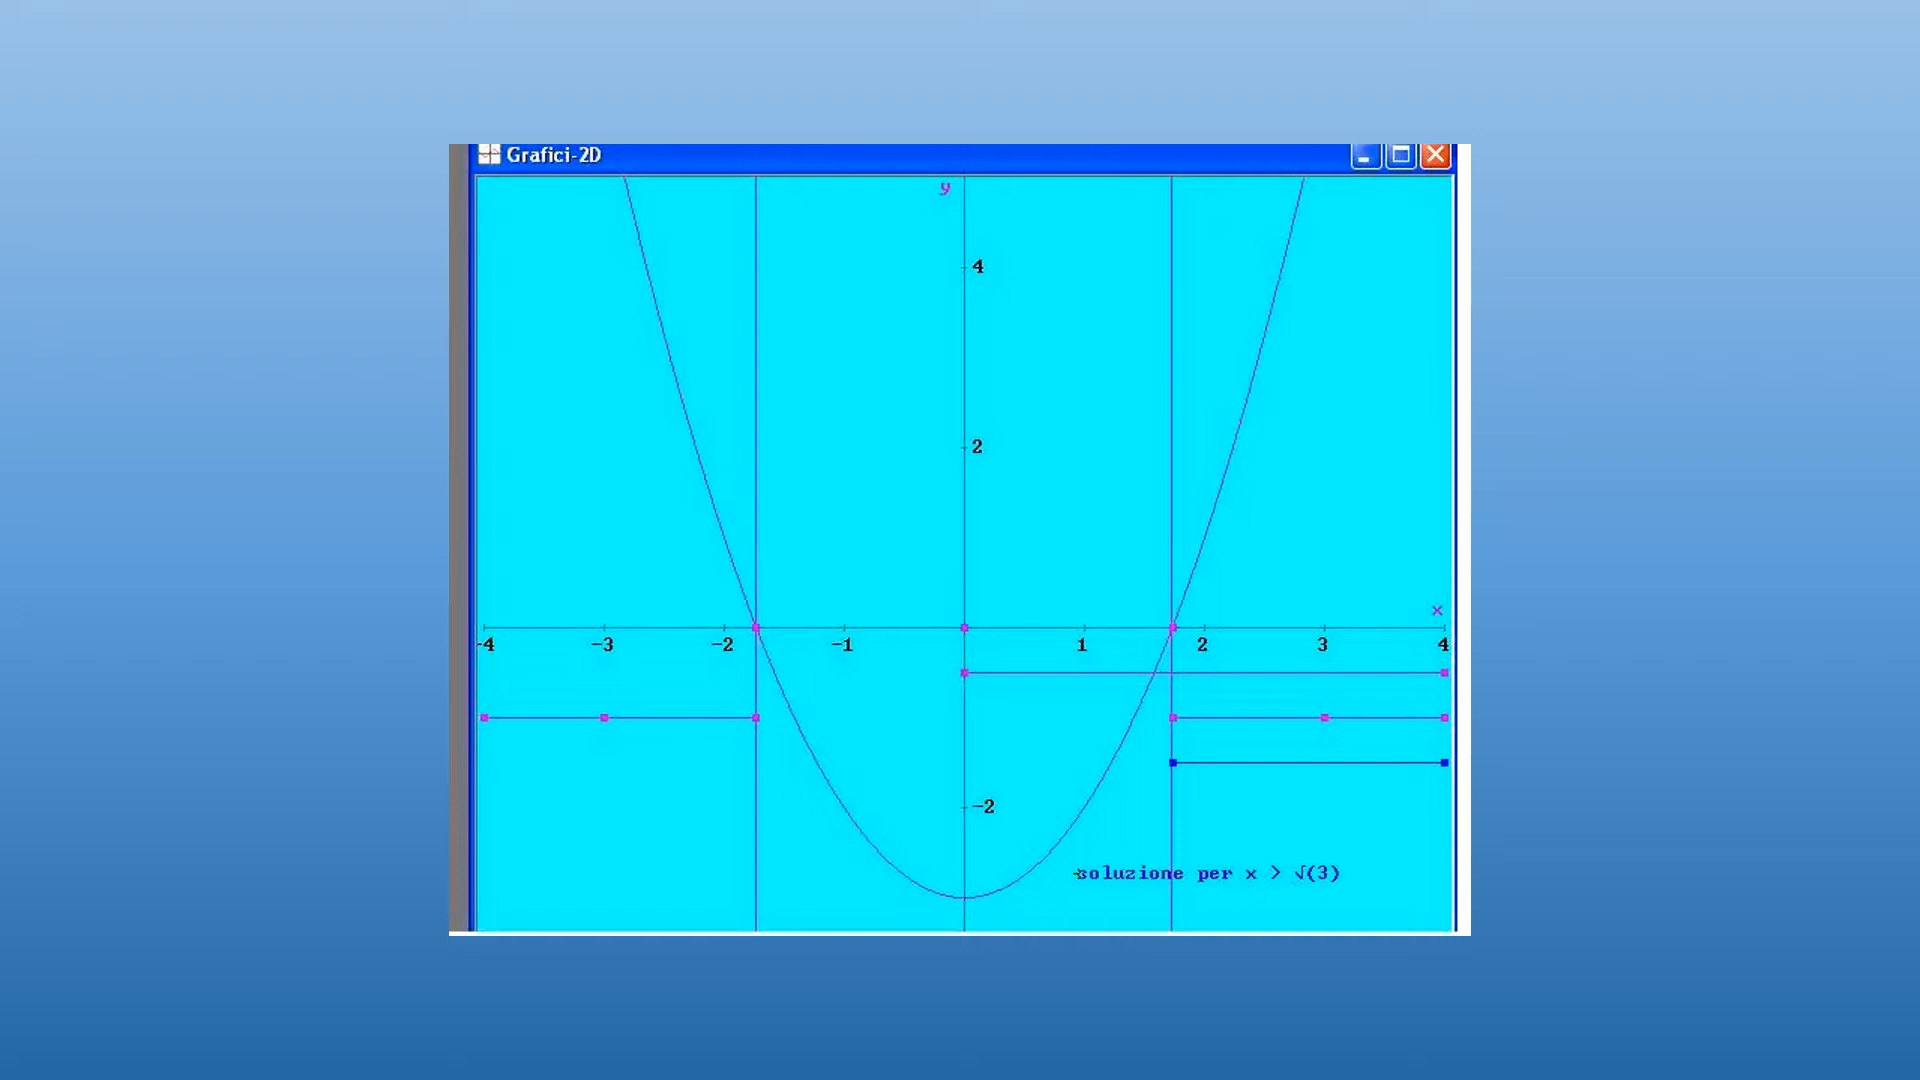 Grafici-2D
y
4
2
x
-4 -3 -2 -1 1 2 3 4
-2
soluzione per x > √(3)